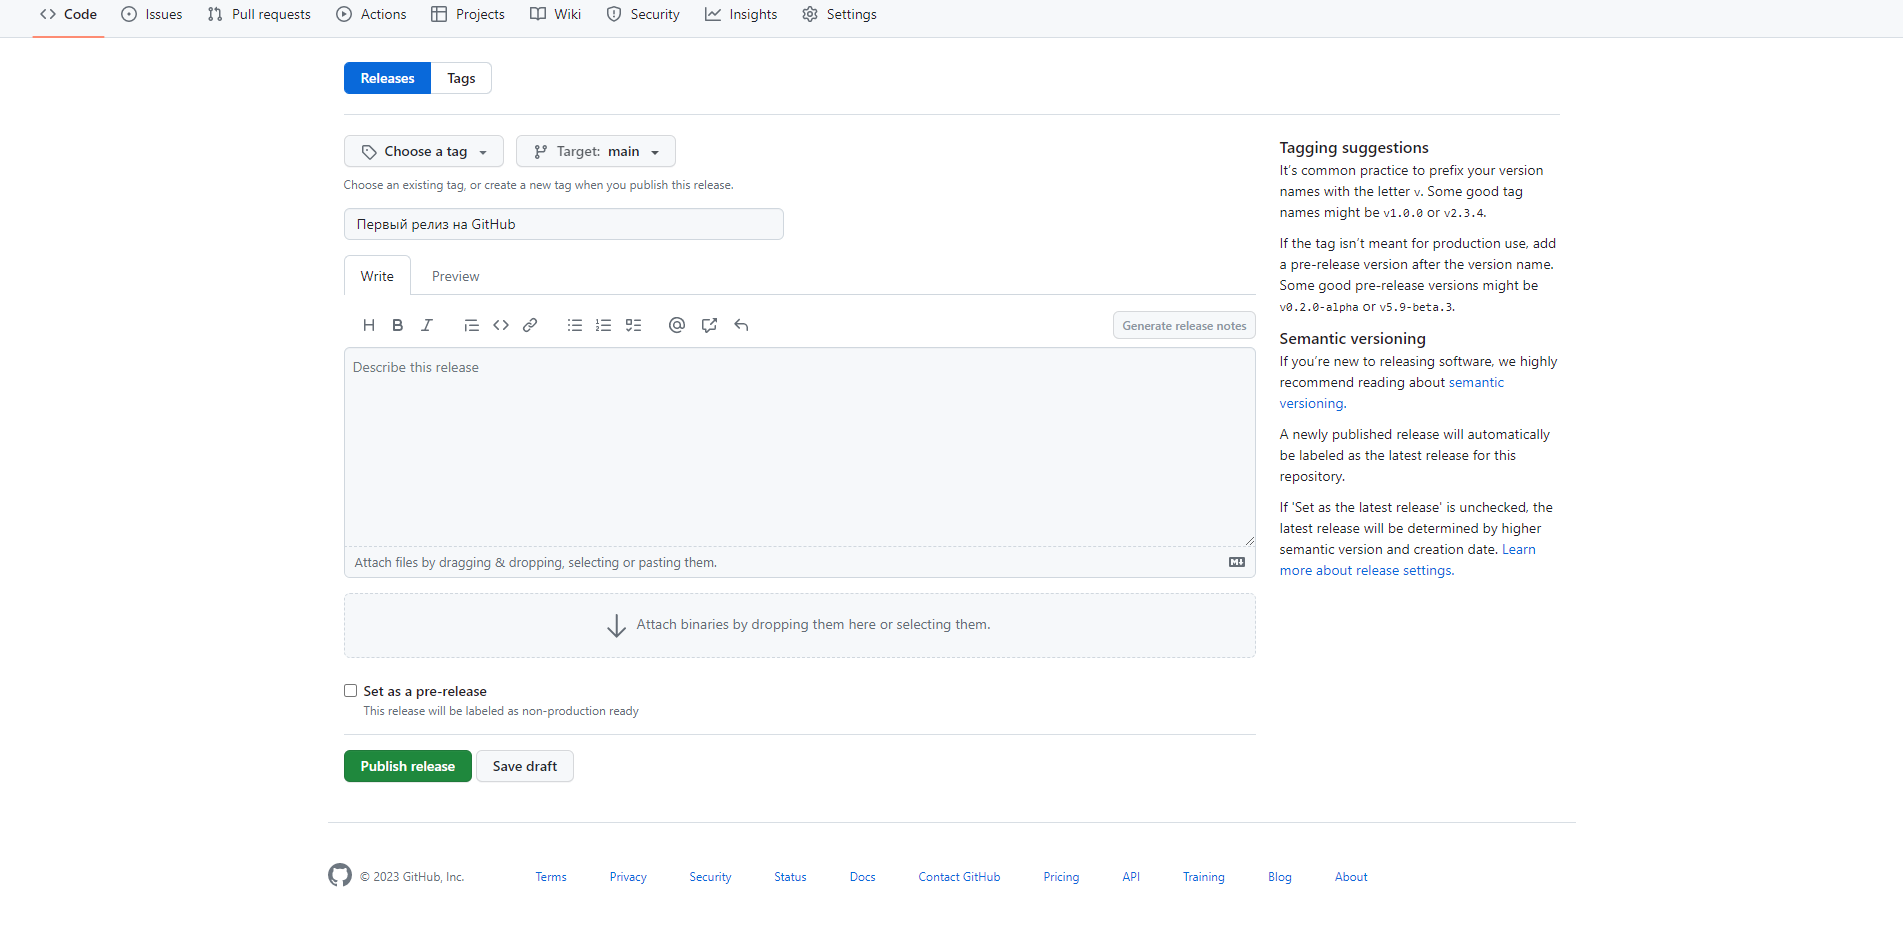 Code Issues Pull requests Actions Projects Wiki Security Insights Settings
Releases Tags
Choose a tag Target: main
Choose an existing tag, or create a new tag when you publish this release.
Первый релиз на GitHub
Write Preview
Generate release notes
Describe this release
Attach files by dragging & dropping, selecting or pasting them.
Attach binaries by dropping them here or selecting them.
Set as a pre-release
This release will be labeled as non-production ready
Publish release Save draft
Tagging suggestions
It's common practice to prefix your version
names with the letter v. Some good tag
names might be v1.0.0 or v2.3.4.
If the tag isn't meant for production use, add
a pre-release version after the version name.
Some good pre-release versions might be
v0.2.0-alpha or v5.9-beta.3.
Semantic versioning
If you're new to releasing software, we highly
recommend reading about semantic
versioning.
A newly published release will automatically
be labeled as the latest release for this
repository.
If 'Set as the latest release' is unchecked, the
latest release will be determined by higher
semantic version and creation date. Learn
more about release settings.
© 2023 GitHub, Inc. Terms Privacy Security Status Docs Contact GitHub Pricing API Training Blog About